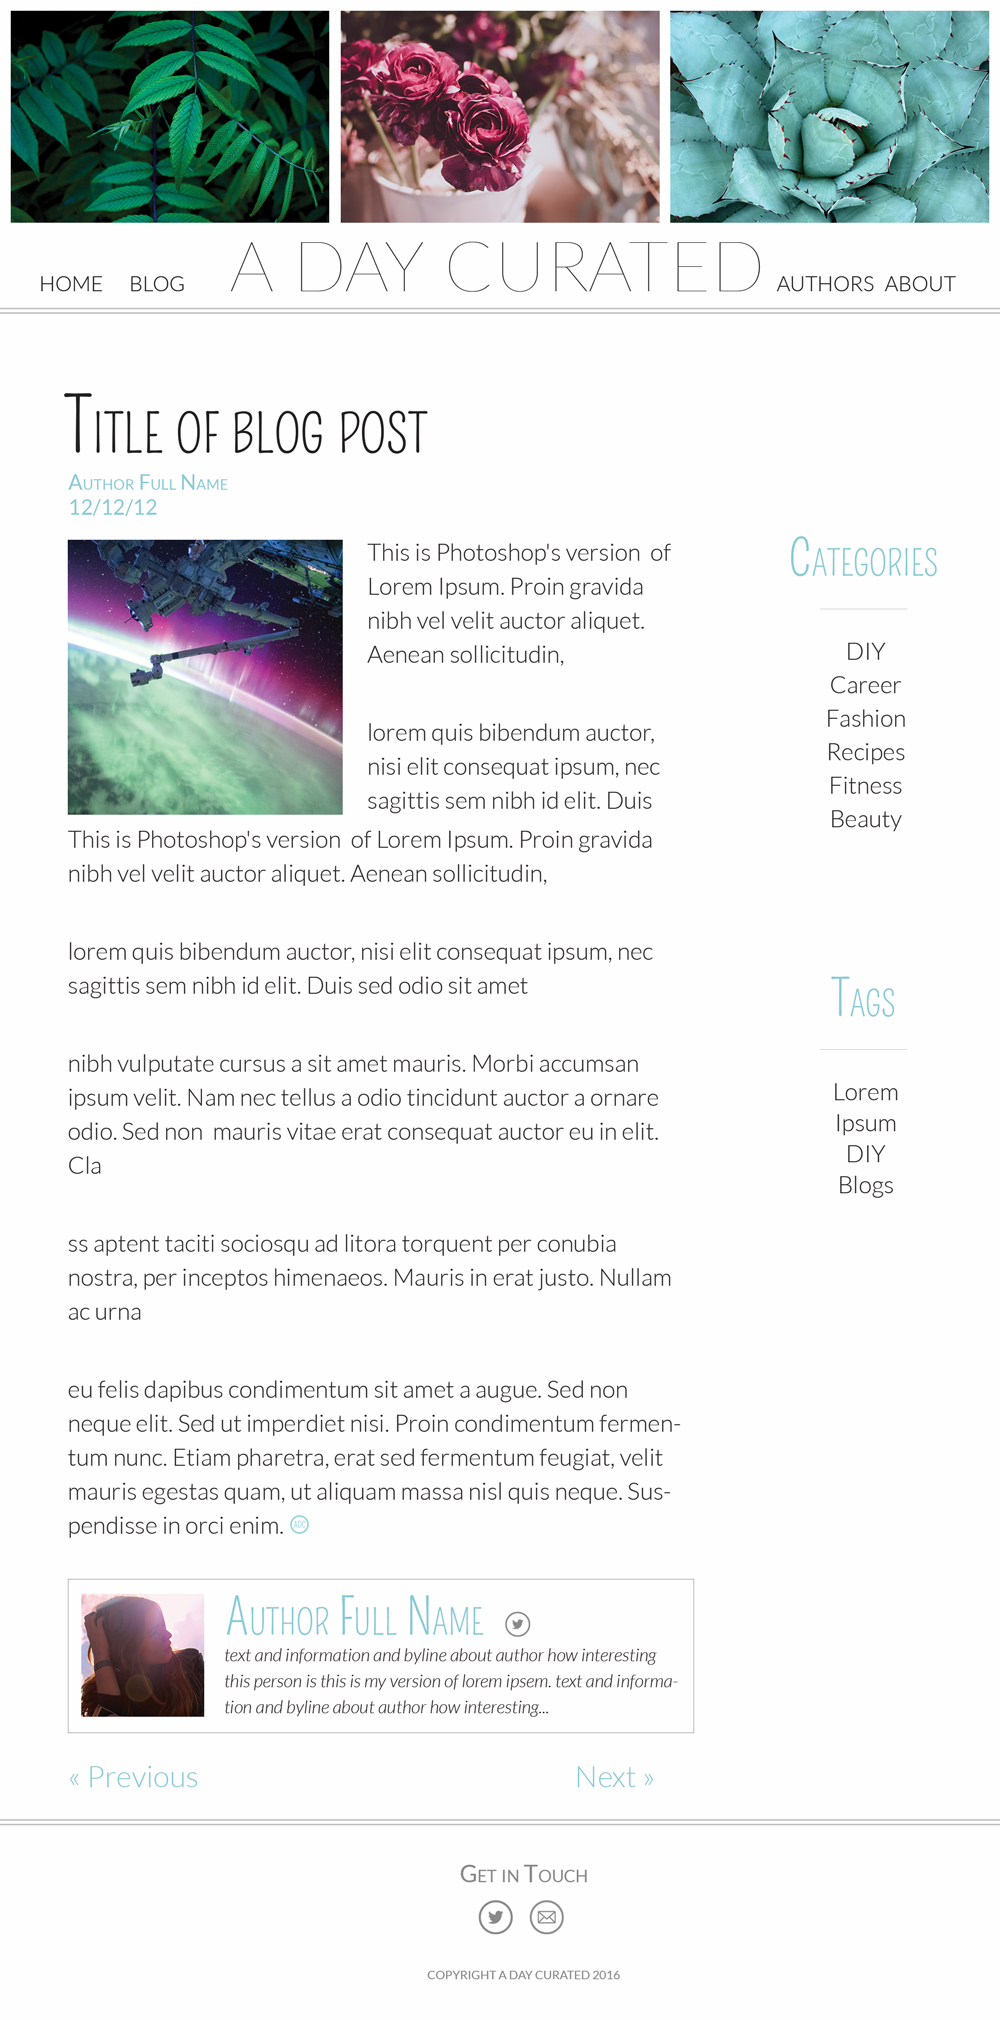 HOME BLOG A DAY CURATED AUTHORS ABOUT
Title of blog post
Author Full Name
12/12/12
This is Photoshop's version of
Lorem Ipsum. Proin gravida
nibh vel velit auctor aliquet.
Aenean sollicitudin,
lorem quis bibendum auctor,
nisi elit consequat ipsum, nec
sagittis sem nibh id elit. Duis
This is Photoshop's version of Lorem Ipsum. Proin gravida
nibh vel velit auctor aliquet. Aenean sollicitudin,
lorem quis bibendum auctor, nisi elit consequat ipsum, nec
sagittis sem nibh id elit. Duis sed odio sit amet
nibh vulputate cursus a sit amet mauris. Morbi accumsan
ipsum velit. Nam nec tellus a odio tincidunt auctor a ornare
odio. Sed non mauris vitae erat consequat auctor eu in elit.
Cla
ss aptent taciti sociosqu ad litora torquent per conubia
nostra, per inceptos himenaeos. Mauris in erat justo. Nullam
ac urna
eu felis dapibus condimentum sit amet a augue. Sed non
neque elit. Sed ut imperdiet nisi. Proin condimentum fermen-
tum nunc. Etiam pharetra, erat sed fermentum feugiat, velit
mauris egestas quam, ut aliquam massa nisl quis neque. Sus-
pendisse in orci enim. ADC
Categories
DIY
Career
Fashion
Recipes
Fitness
Beauty
Tags
Lorem
Ipsum
DIY
Blogs
Author Full Name
text and information and byline about author how interesting
this person is this is my version of lorem ipsem. text and informa-
tion and byline about author how interesting...
« Previous
Next »
Get in Touch
COPYRIGHT A DAY CURATED 2016